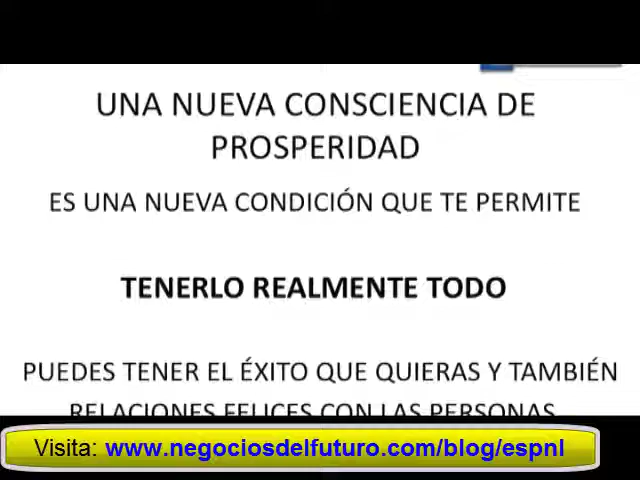 UNA NUEVA CONSCIENCIA DE
PROSPERIDAD
ES UNA NUEVA CONDICIÓN QUE TE PERMITE
TENERLO REALMENTE TODO
PUEDES TENER EL ÉXITO QUE QUIERAS Y TAMBIÉN
RELACIONES FELICES CON LAS PERSONAS
Visita: www.negociosdelfuturo.com/blog/espnl